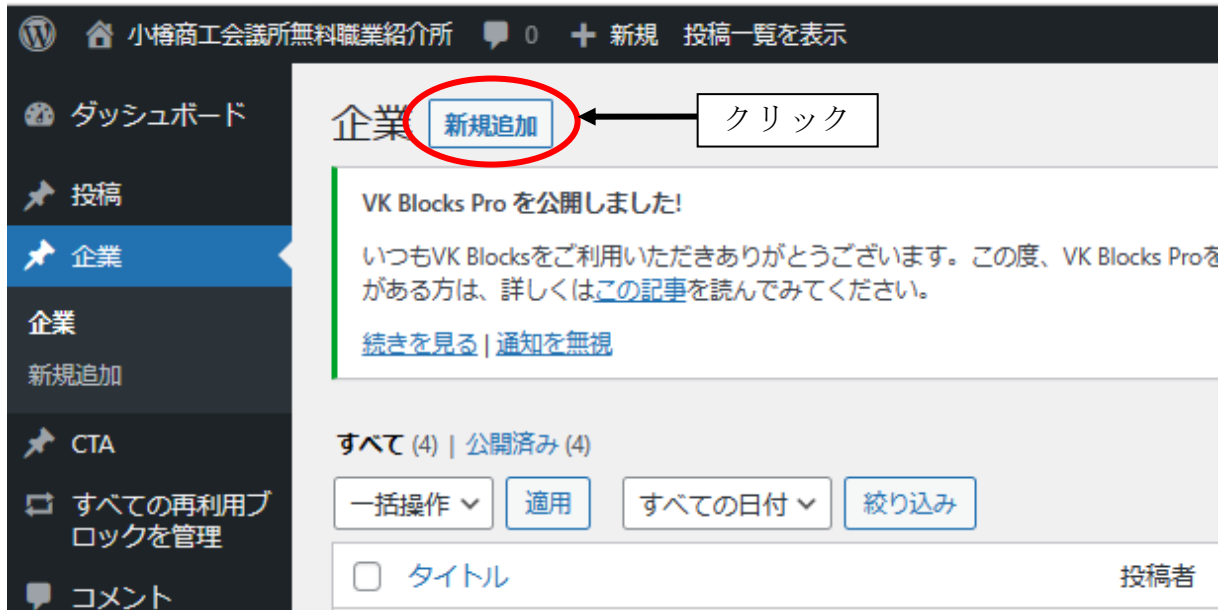 小樽商工会議所無料職業紹介所 0 + 新規 投稿一覧を表示
ダッシュボード
投稿
企業
企業
新規追加
CTA
すべての再利用ブ
ロックを管理
コメント
企業 新規追加 クリック
VK Blocks Pro を公開しました!
いつもVK Blocksをご利用いただきありがとうございます。この度、VK Blocks Proを
がある方は、詳しくはこの記事を読んでみてください。
続きを見る | 通知を無視
すべて (4) | 公開済み (4)
一括操作 適用 すべての日付 絞り込み
タイトル 投稿者